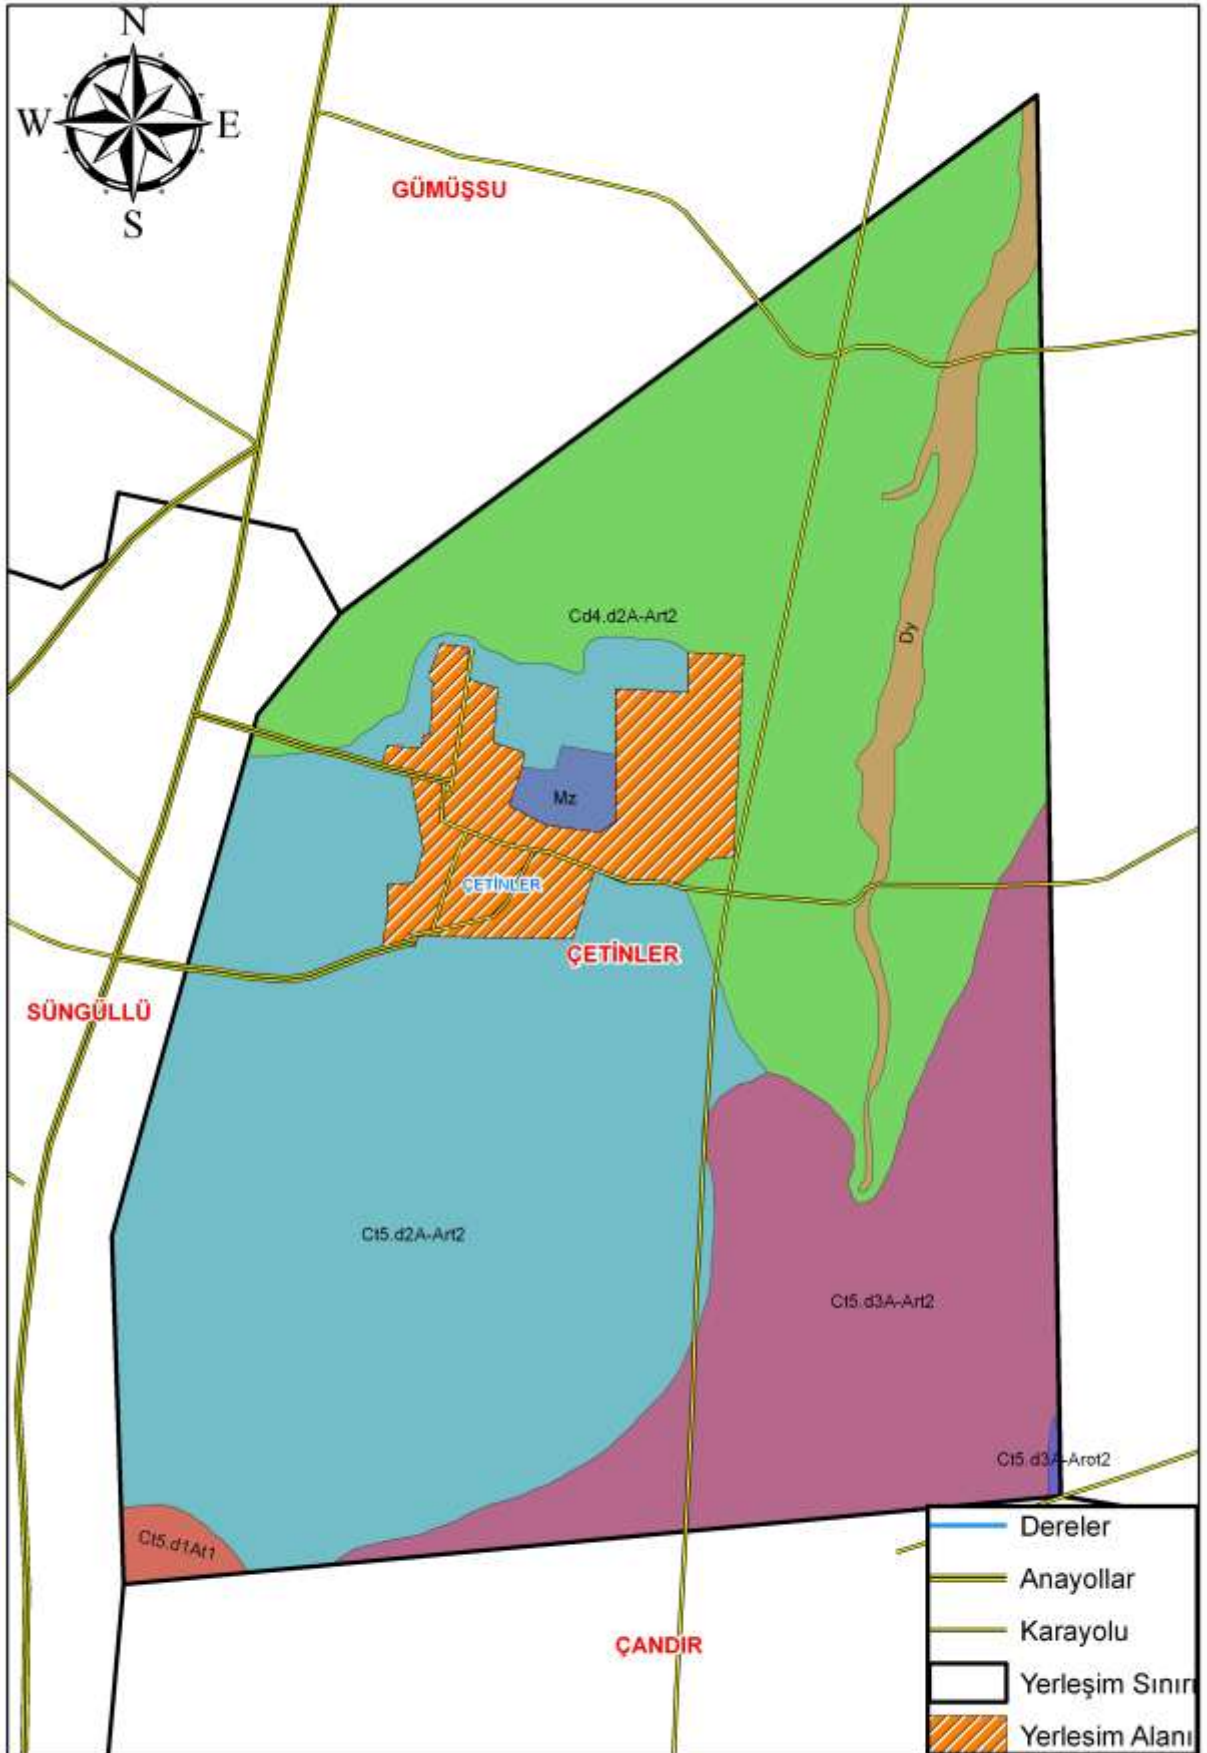 N
W E
S
GÜMÜŞSU
Cd4.d2A-Art2
Dy
Mz
ÇETİNLER
ÇETİNLER
SÜNGÜLLÜ
Ct5.d2A-Art2
Ct5.d3A-Art2
Ct5.d3A-Arot2
Ct5.d1At1
ÇANDIR
Dereler
Anayollar
Karayolu
Yerleşim Sınırı
Yerlesim Alanı